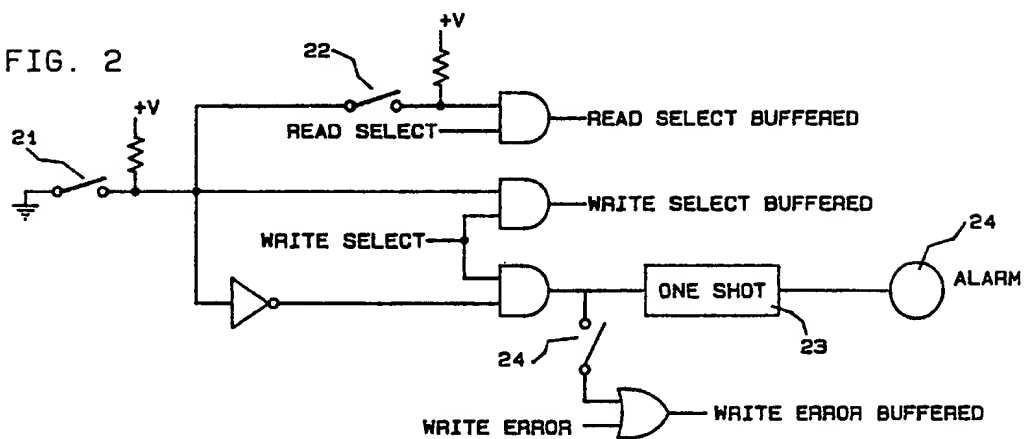 FIG. 2
+V
22
+V
READ SELECT
READ SELECT BUFFERED
21
WRITE SELECT BUFFERED
WRITE SELECT
24
ALARM
ONE SHOT
23
24
WRITE ERROR
WRITE ERROR BUFFERED